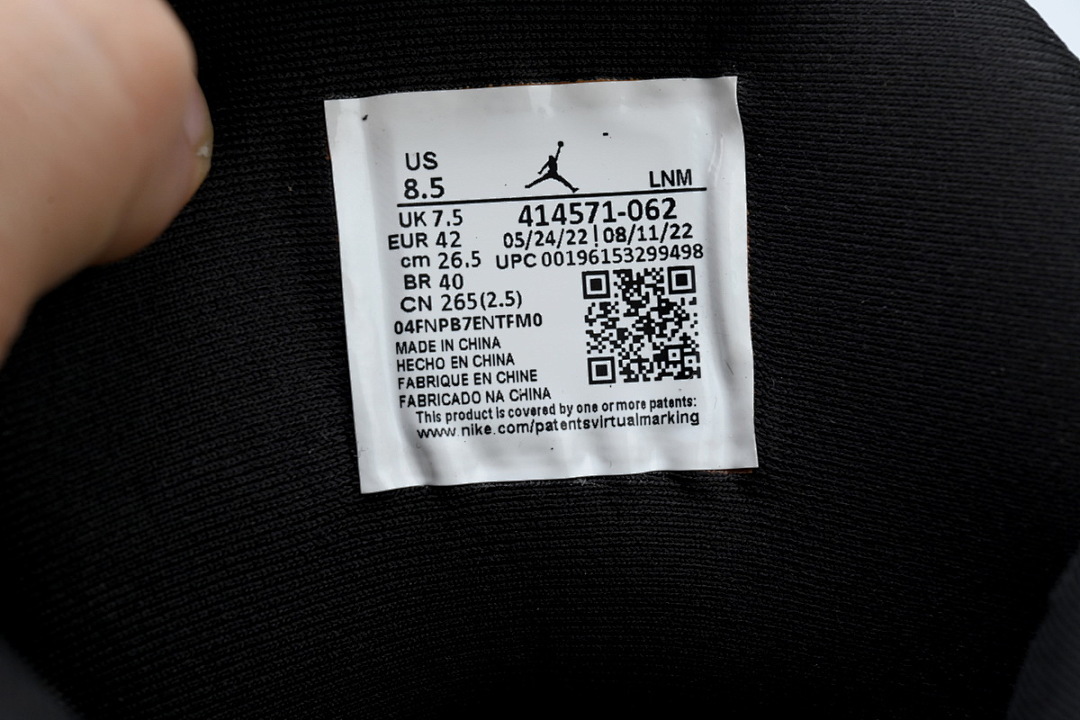 US
8.5
LNM
UK 7.5
414571-062
EUR 42
05/24/22 | 08/11/22
cm 26.5
UPC 00196153299498
BR 40
CN 265(2.5)
04FNPB7ENTFM0
MADE IN CHINA
HECHO EN CHINA
FABRIQUE EN CHINE
FABRICADO NA CHINA
This product is covered by one or more patents:
www.nike.com/patentsvirtualmarking